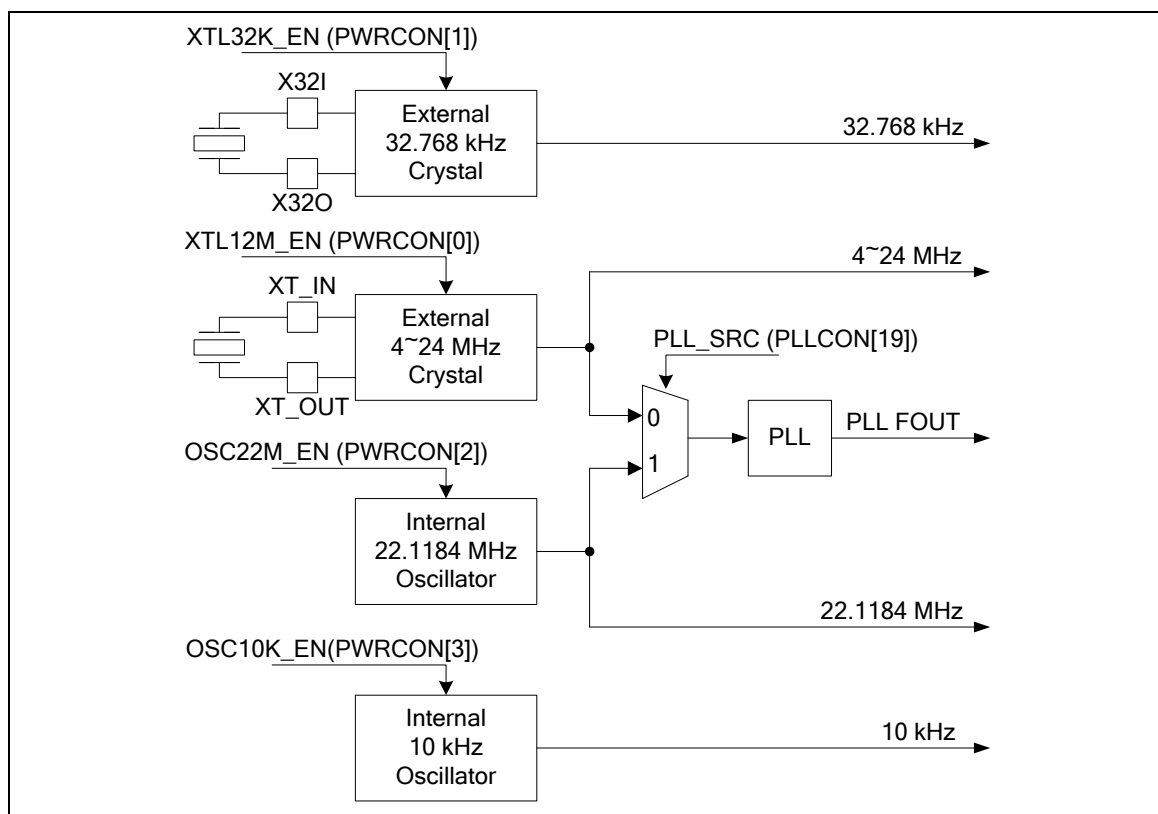 XTL32K_EN (PWRCON[1])
X32I
External
32.768 kHz
Crystal
X32O
32.768 kHz
XTL12M_EN (PWRCON[0])
XT_IN
External
4~24 MHz
Crystal
XT_OUT
4~24 MHz
PLL_SRC (PLLCON[19])
0
1
PLL
PLL FOUT
OSC22M_EN (PWRCON[2])
Internal
22.1184 MHz
Oscillator
22.1184 MHz
OSC10K_EN(PWRCON[3])
Internal
10 kHz
Oscillator
10 kHz